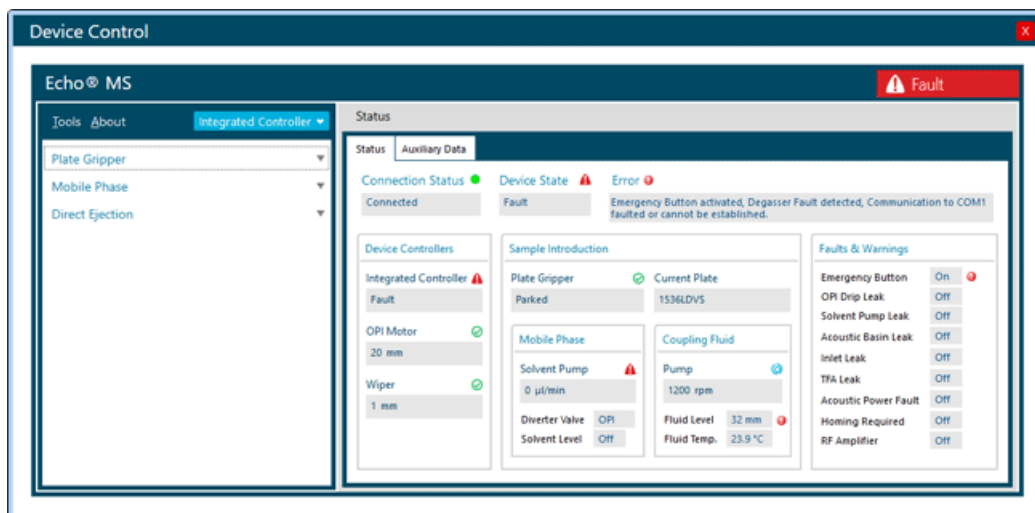 Device Control
X
Echo® MS
Fault
Tools About
Integrated Controller
Plate Gripper
Mobile Phase
Direct Ejection
Status
Status
Auxiliary Data
Connection Status
Connected
Device State
Fault
Error
Emergency Button activated, Degasser Fault detected, Communication to COM1
faulted or cannot be established.
Device Controllers
Integrated Controller
Fault
OPI Motor
20 mm
Wiper
1 mm
Sample Introduction
Plate Gripper
Parked
Current Plate
1536LDVS
Mobile Phase
Solvent Pump
0 µl/min
Diverter Valve OPI
Solvent Level Off
Coupling Fluid
Pump
1200 rpm
Fluid Level 32 mm
Fluid Temp. 23.9 °C
Faults & Warnings
Emergency Button On
OPI Drip Leak Off
Solvent Pump Leak Off
Acoustic Basin Leak Off
Inlet Leak Off
TFA Leak Off
Acoustic Power Fault Off
Homing Required Off
RF Amplifier Off